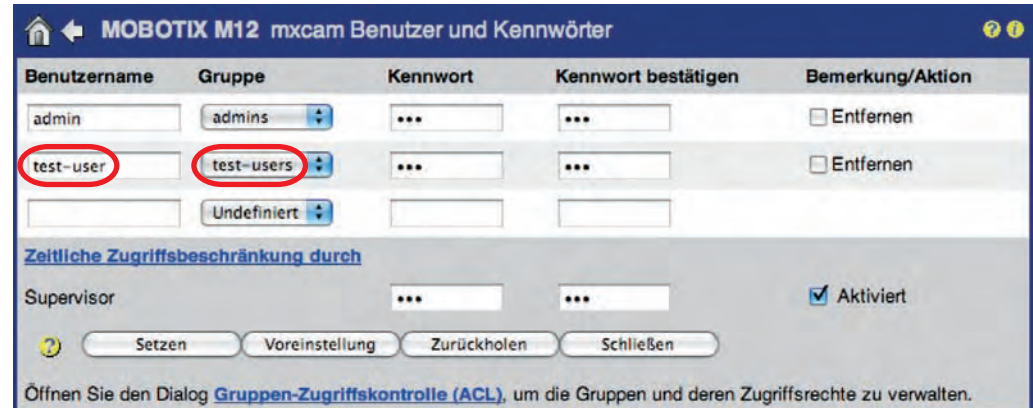 MOBOTIX M12 mxcam Benutzer und Kennwörter ? i
Benutzername Gruppe Kennwort Kennwort bestätigen Bemerkung/Aktion
admin admins ••• ••• Entfernen
test-user test-users ••• ••• Entfernen
Undefiniert
Zeitliche Zugriffsbeschränkung durch
Supervisor ••• ••• Aktiviert
? Setzen Voreinstellung Zurückholen Schließen
Öffnen Sie den Dialog Gruppen-Zugriffskontrolle (ACL), um die Gruppen und deren Zugriffsrechte zu verwalten.